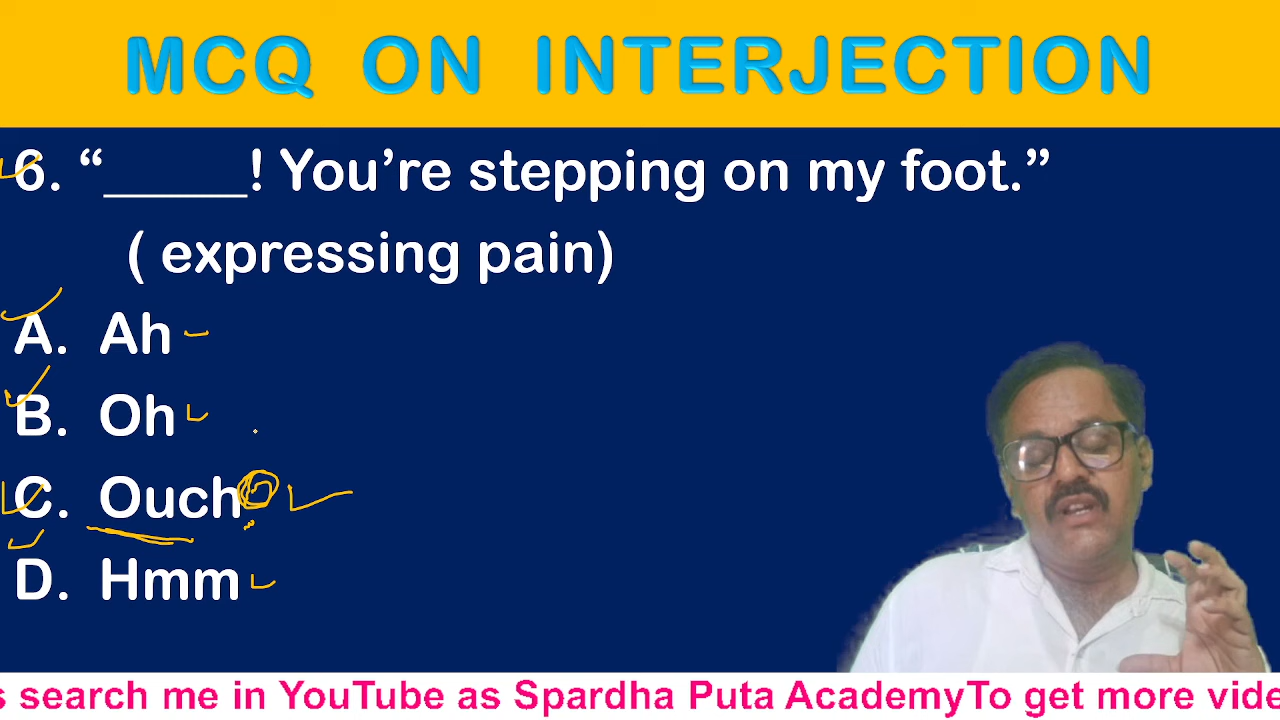 MCQ ON INTERJECTION
6. “_____! You’re stepping on my foot.”
( expressing pain)
A. Ah
B. Oh
C. Ouch
D. Hmm
s search me in YouTube as Spardha Puta AcademyTo get more vide